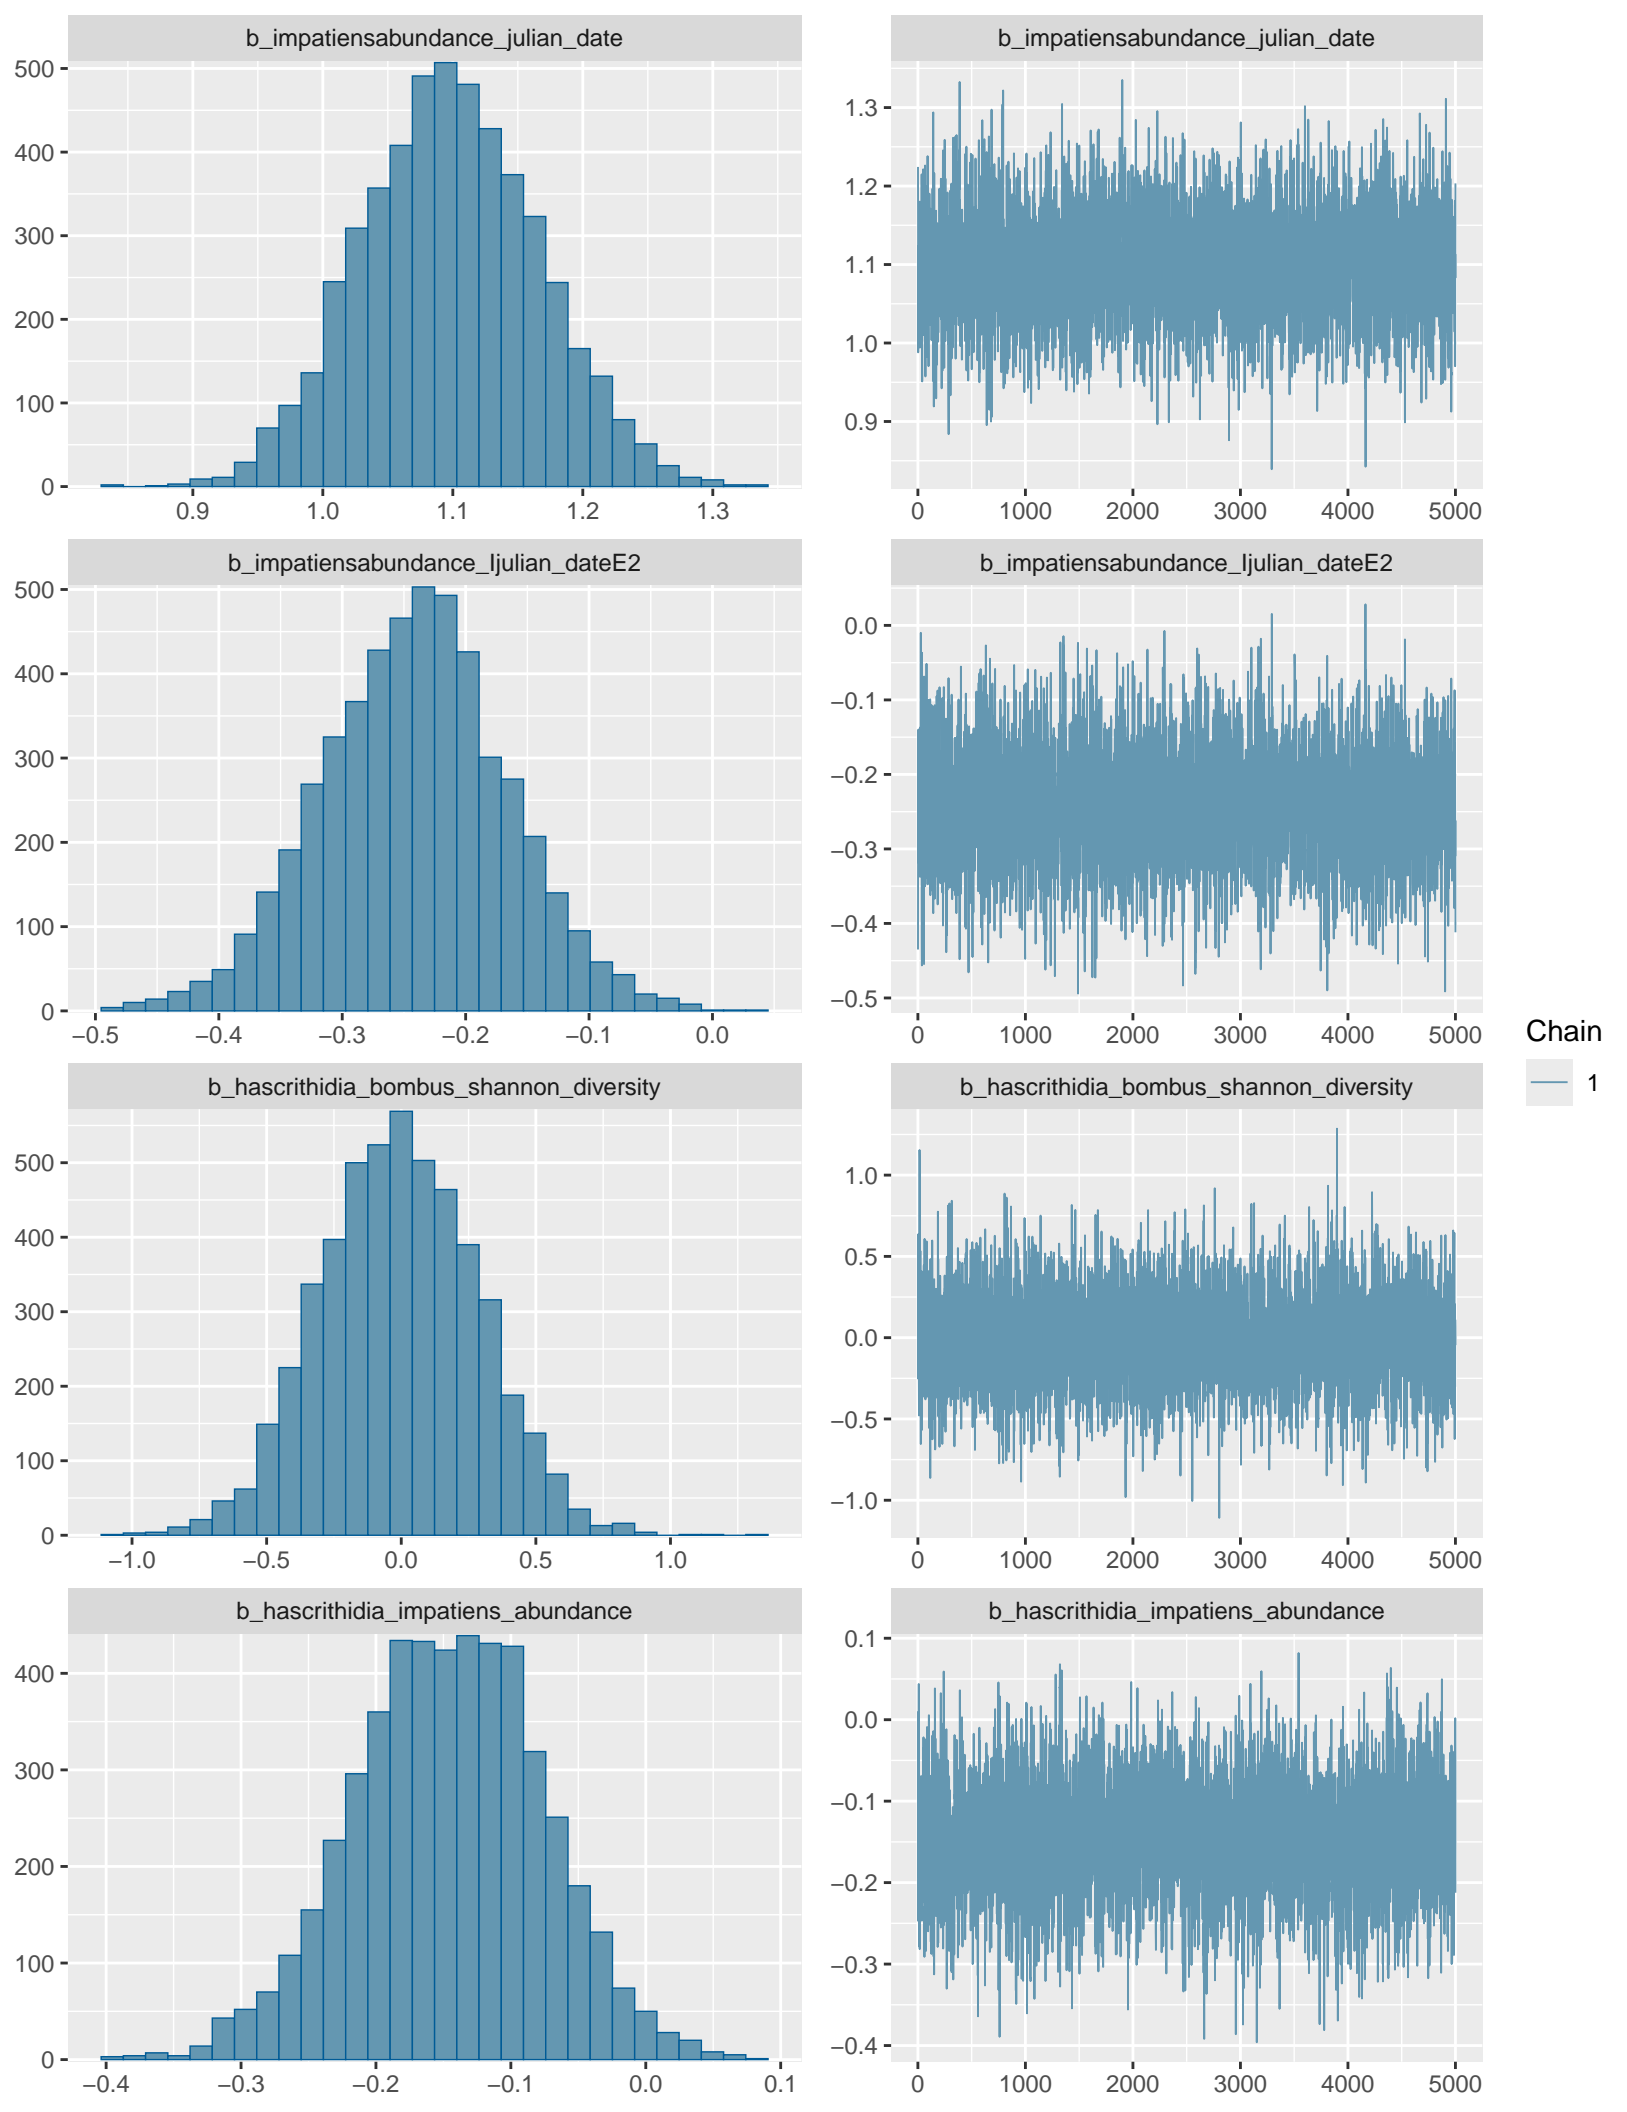 b_impatiensabundance_julian_date
b_impatiensabundance_julian_date
500
400
300
200
100
0
0.9 1.0 1.1 1.2 1.3
1.3
1.2
1.1
1.0
0.9
0 1000 2000 3000 4000 5000
b_impatiensabundance_Ijulian_dateE2
b_impatiensabundance_Ijulian_dateE2
500
400
300
200
100
0
−0.5 −0.4 −0.3 −0.2 −0.1 0.0
0.0
−0.1
−0.2
−0.3
−0.4
−0.5
0 1000 2000 3000 4000 5000
b_hascrithidia_bombus_shannon_diversity
b_hascrithidia_bombus_shannon_diversity
500
400
300
200
100
0
−1.0 −0.5 0.0 0.5 1.0
1.0
0.5
0.0
−0.5
−1.0
0 1000 2000 3000 4000 5000
b_hascrithidia_impatiens_abundance
b_hascrithidia_impatiens_abundance
400
300
200
100
0
−0.4 −0.3 −0.2 −0.1 0.0 0.1
0.1
0.0
−0.1
−0.2
−0.3
−0.4
0 1000 2000 3000 4000 5000
Chain
1